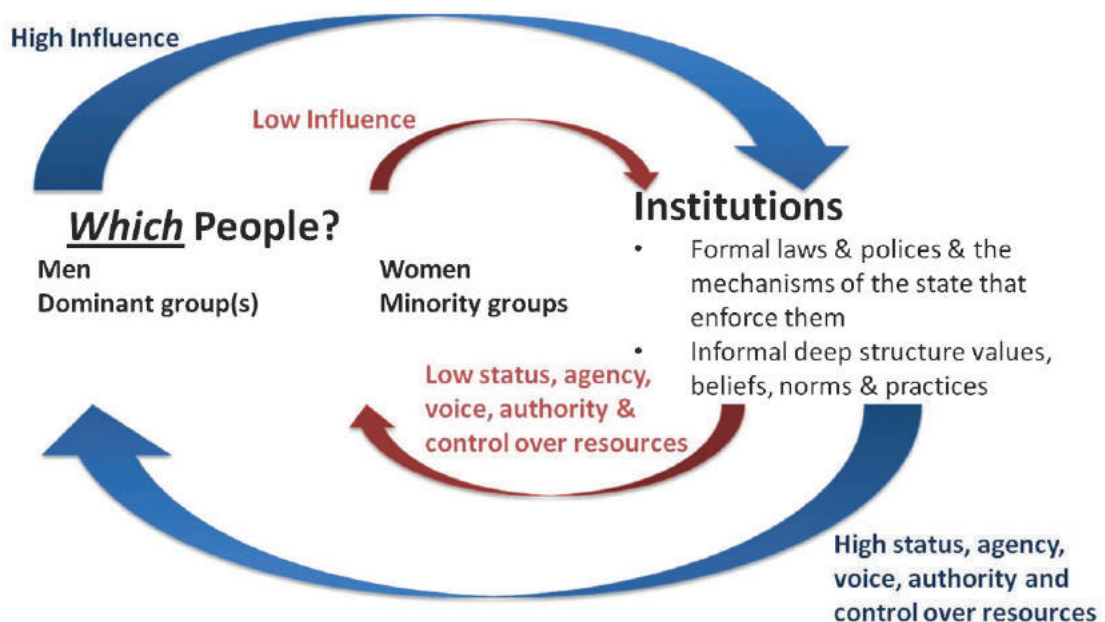 High Influence
Low Influence
Which People?
Men
Dominant group(s)
Women
Minority groups
Institutions
• Formal laws & polices & the
mechanisms of the state that
enforce them
• Informal deep structure values,
beliefs, norms & practices
Low status, agency,
voice, authority &
control over resources
High status, agency,
voice, authority and
control over resources